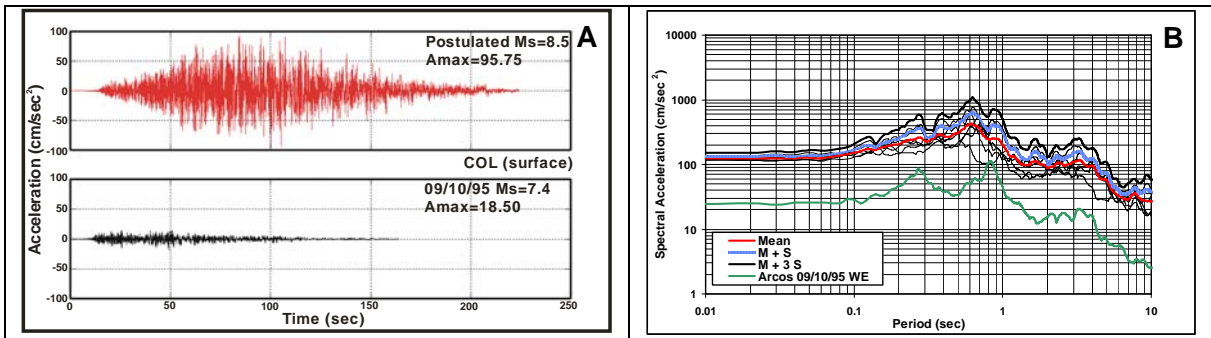 100
50
0
-50
-100
Postulated Ms=8.5
Amax=95.75
A
COL (surface)
100
50
0
-50
-100
09/10/95 Ms=7.4
Amax=18.50
0 50 100 150 200 250
Time (sec)
Acceleration (cm/sec²)
B
10000
1000
100
10
1
Spectral Acceleration (cm/sec²)
Mean
M + S
M + 3 S
Arcos 09/10/95 WE
0.01 0.1 1 10
Period (sec)